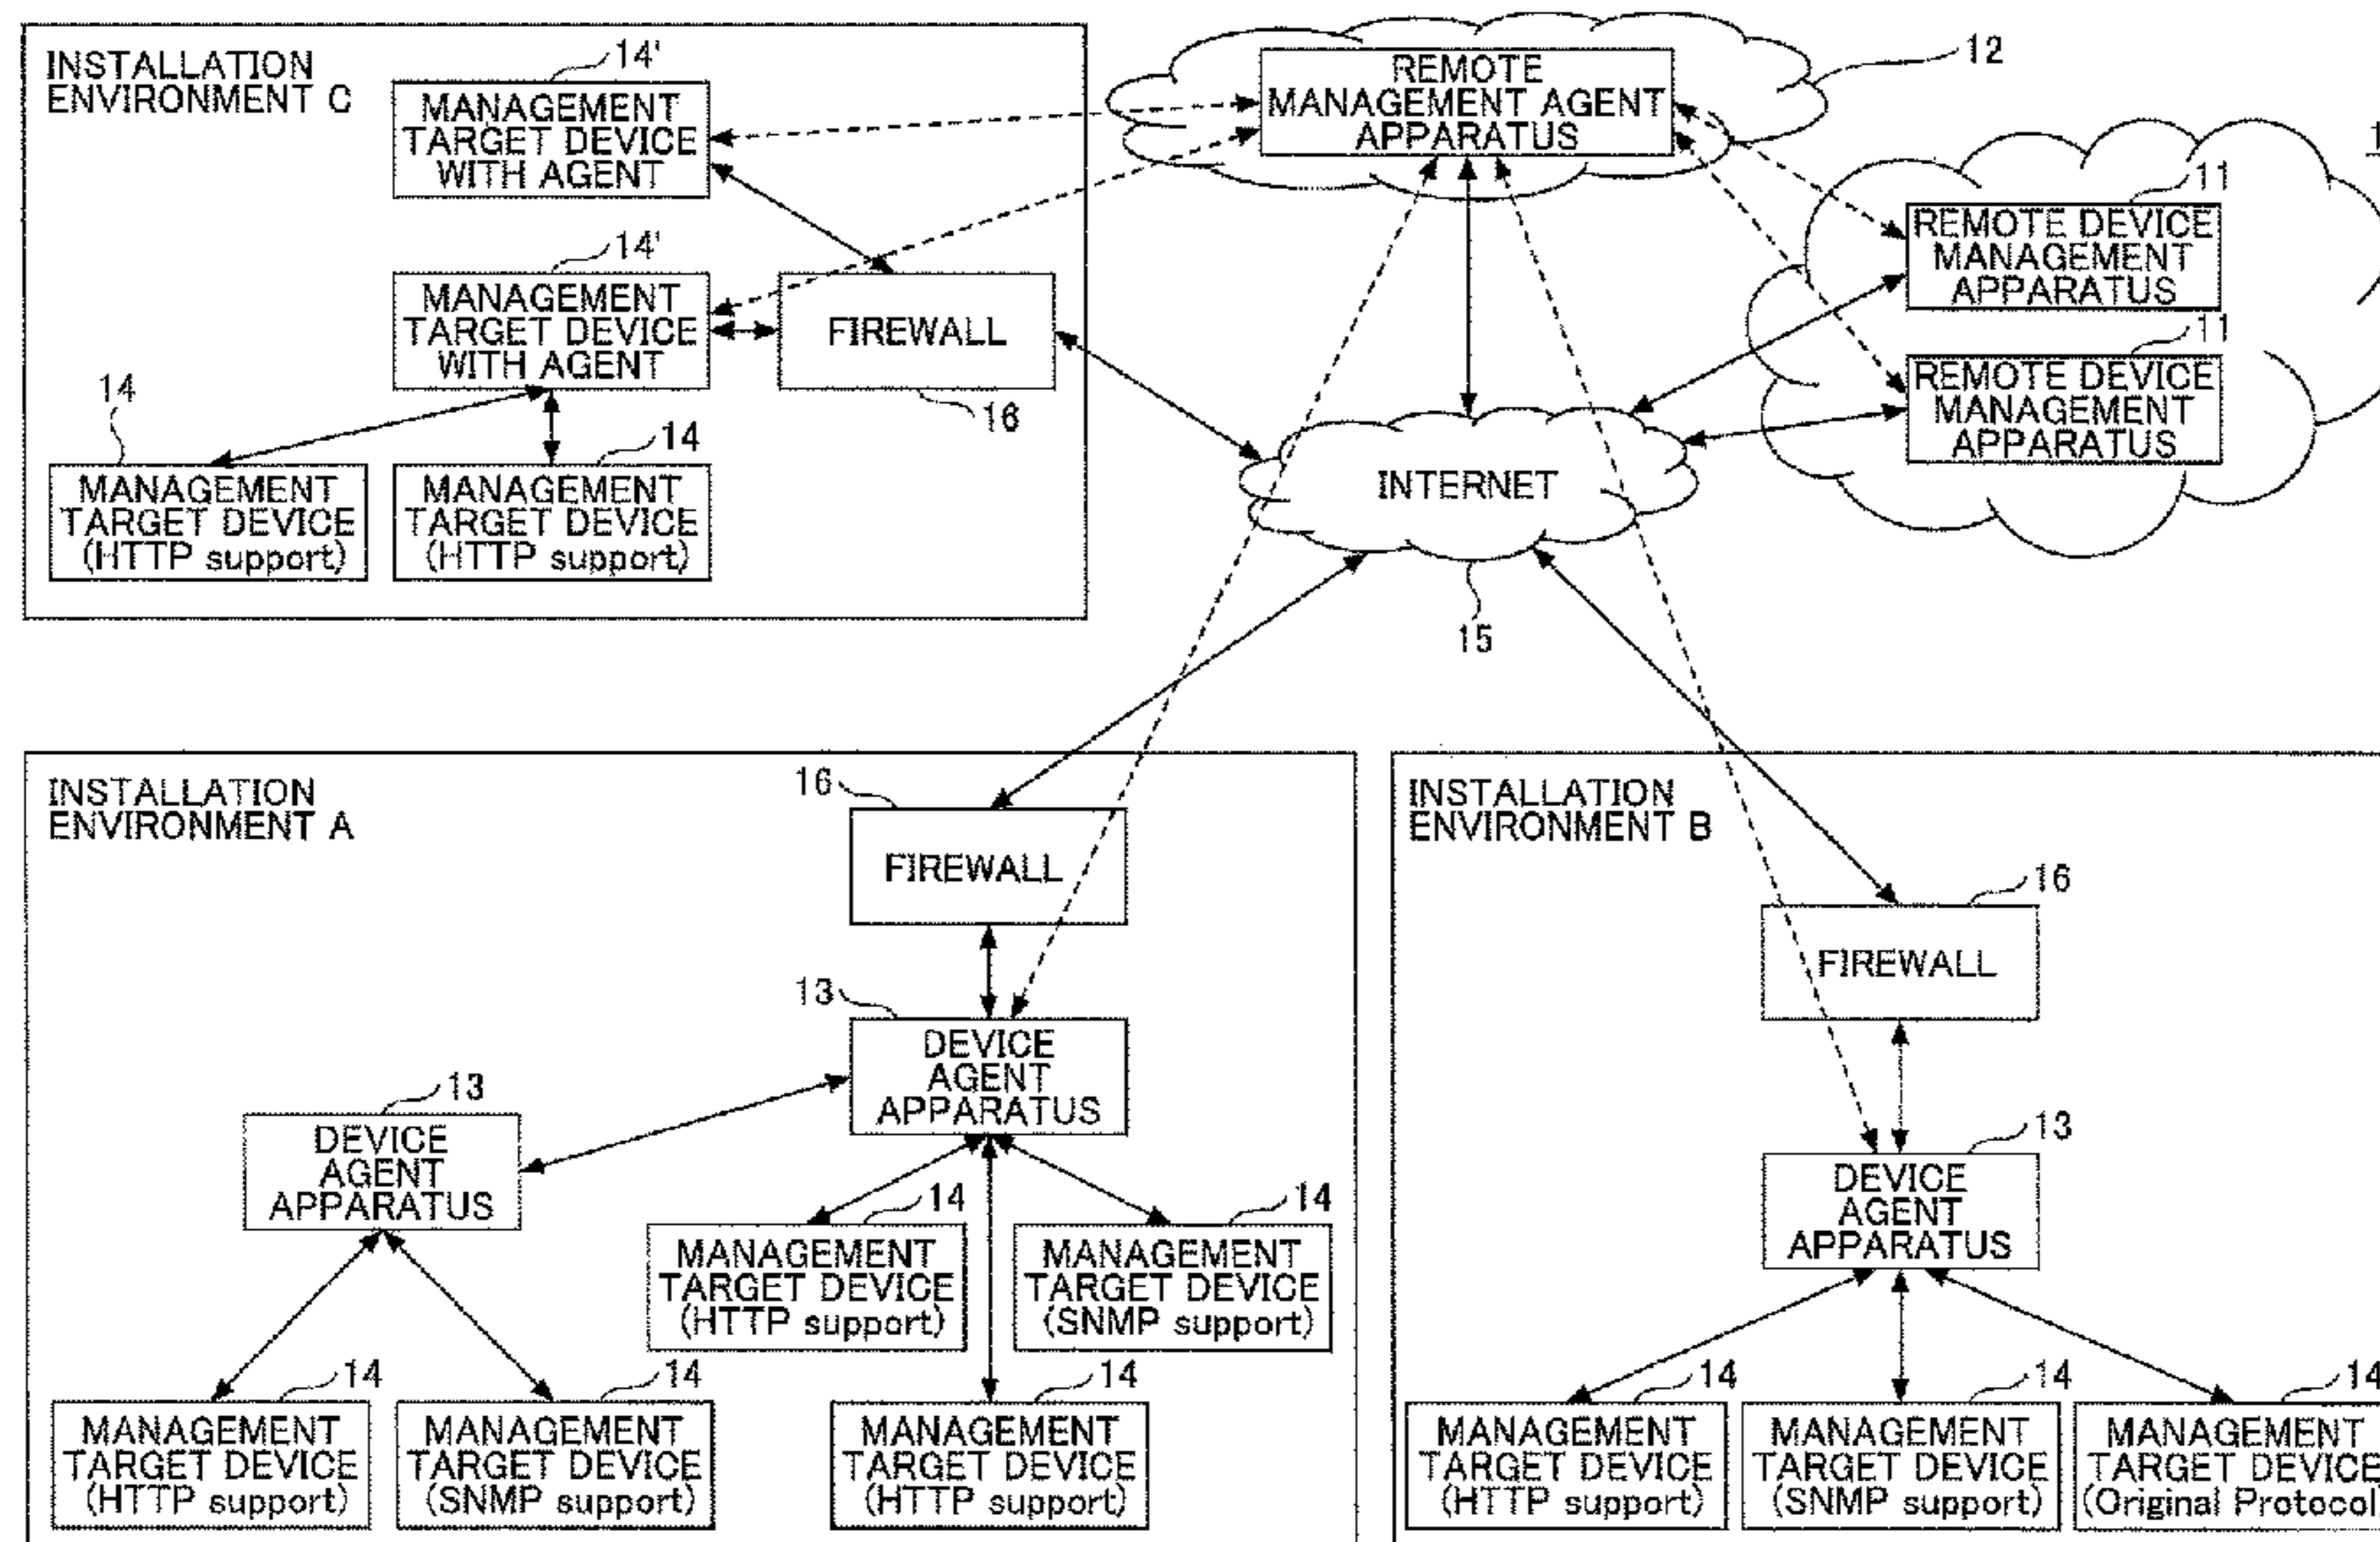 INSTALLATION
ENVIRONMENT C
14'
MANAGEMENT
TARGET DEVICE
WITH AGENT
14'
MANAGEMENT
TARGET DEVICE
WITH AGENT
FIREWALL
16
14
MANAGEMENT
TARGET DEVICE
(HTTP support)
14
MANAGEMENT
TARGET DEVICE
(HTTP support)
REMOTE
MANAGEMENT AGENT
APPARATUS
12
1
11
REMOTE DEVICE
MANAGEMENT
APPARATUS
11
REMOTE DEVICE
MANAGEMENT
APPARATUS
INTERNET
15
INSTALLATION
ENVIRONMENT A
16
FIREWALL
13
DEVICE
AGENT
APPARATUS
13
DEVICE
AGENT
APPARATUS
14
MANAGEMENT
TARGET DEVICE
(HTTP support)
14
MANAGEMENT
TARGET DEVICE
(SNMP support)
14
MANAGEMENT
TARGET DEVICE
(HTTP support)
14
MANAGEMENT
TARGET DEVICE
(SNMP support)
14
MANAGEMENT
TARGET DEVICE
(HTTP support)
INSTALLATION
ENVIRONMENT B
16
FIREWALL
13
DEVICE
AGENT
APPARATUS
14
MANAGEMENT
TARGET DEVICE
(HTTP support)
14
MANAGEMENT
TARGET DEVICE
(SNMP support)
14
MANAGEMENT
TARGET DEVICE
(Original Protocol)